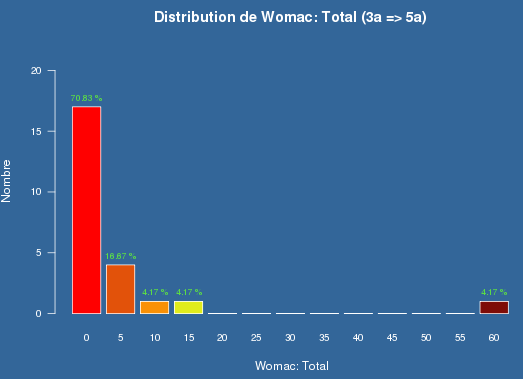 Distribution de Womac: Total (3a => 5a)
Nombre
20
15
10
5
0
70.83 %
16.67 %
4.17 %
4.17 %
4.17 %
0 5 10 15 20 25 30 35 40 45 50 55 60
Womac: Total